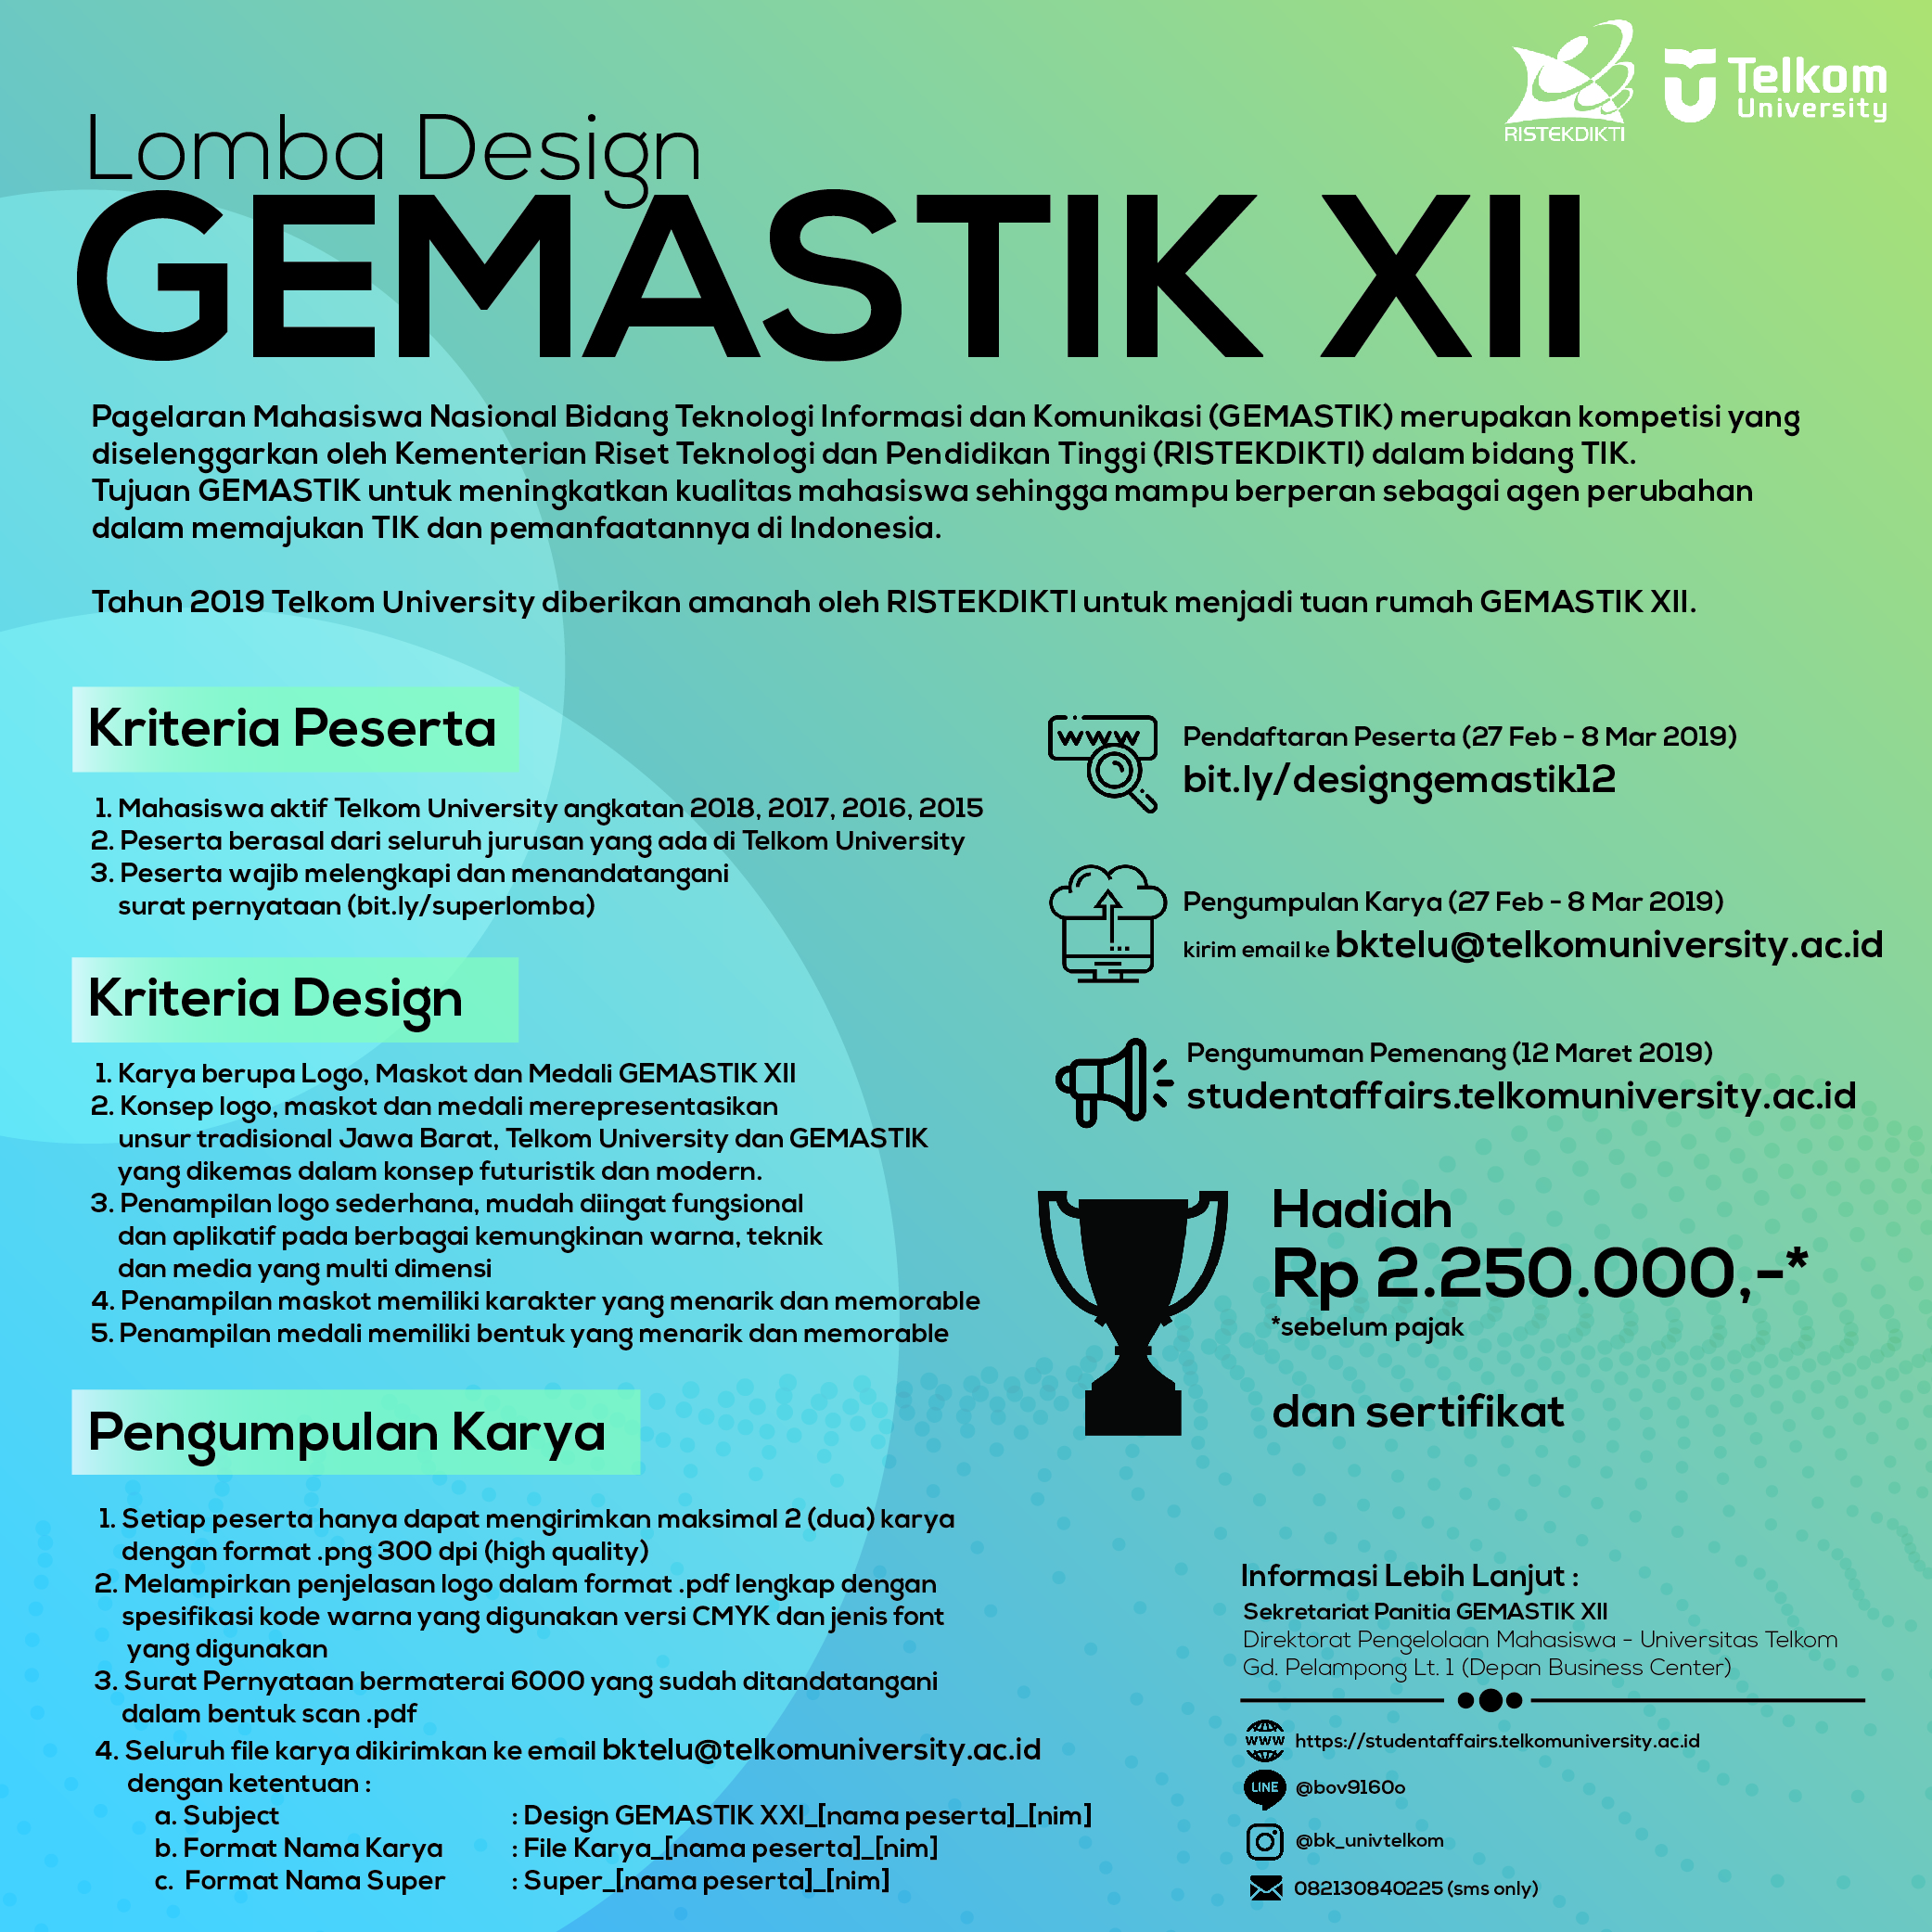 RISTEKDIKTI
Telkom
University
Lomba Design
GEMASTIK XII
Pagelaran Mahasiswa Nasional Bidang Teknologi Informasi dan Komunikasi (GEMASTIK) merupakan kompetisi yang
diselenggarkan oleh Kementerian Riset Teknologi dan Pendidikan Tinggi (RISTEKDIKTI) dalam bidang TIK.
Tujuan GEMASTIK untuk meningkatkan kualitas mahasiswa sehingga mampu berperan sebagai agen perubahan
dalam memajukan TIK dan pemanfaatannya di Indonesia.
Tahun 2019 Telkom University diberikan amanah oleh RISTEKDIKTI untuk menjadi tuan rumah GEMASTIK XII.
Kriteria Peserta
1. Mahasiswa aktif Telkom University angkatan 2018, 2017, 2016, 2015
2. Peserta berasal dari seluruh jurusan yang ada di Telkom University
3. Peserta wajib melengkapi dan menandatangani
surat pernyataan (bit.ly/superlomba)
Kriteria Design
1. Karya berupa Logo, Maskot dan Medali GEMASTIK XII
2. Konsep logo, maskot dan medali merepresentasikan
unsur tradisional Jawa Barat, Telkom University dan GEMASTIK
yang dikemas dalam konsep futuristik dan modern.
3. Penampilan logo sederhana, mudah diingat fungsional
dan aplikatif pada berbagai kemungkinan warna, teknik
dan media yang multi dimensi
4. Penampilan maskot memiliki karakter yang menarik dan memorable
5. Penampilan medali memiliki bentuk yang menarik dan memorable
Pengumpulan Karya
1. Setiap peserta hanya dapat mengirimkan maksimal 2 (dua) karya
dengan format .png 300 dpi (high quality)
2. Melampirkan penjelasan logo dalam format .pdf lengkap dengan
spesifikasi kode warna yang digunakan versi CMYK dan jenis font
yang digunakan
3. Surat Pernyataan bermaterai 6000 yang sudah ditandatangani
dalam bentuk scan .pdf
4. Seluruh file karya dikirimkan ke email bktelu@telkomuniversity.ac.id
dengan ketentuan :
a. Subject : Design GEMASTIK XXI_[nama peserta]_[nim]
b. Format Nama Karya : File Karya_[nama peserta]_[nim]
c. Format Nama Super : Super_[nama peserta]_[nim]
www
Pendaftaran Peserta (27 Feb - 8 Mar 2019)
bit.ly/designgemastik12
Pengumpulan Karya (27 Feb - 8 Mar 2019)
kirim email ke bktelu@telkomuniversity.ac.id
Pengumuman Pemenang (12 Maret 2019)
studentaffairs.telkomuniversity.ac.id
Hadiah
Rp 2.250.000,-*
*sebelum pajak
dan sertifikat
Informasi Lebih Lanjut :
Sekretariat Panitia GEMASTIK XII
Direktorat Pengelolaan Mahasiswa - Universitas Telkom
Gd. Pelampong Lt. 1 (Depan Business Center)
www https://studentaffairs.telkomuniversity.ac.id
LINE @bov9160o
@bk_univtelkom
082130840225 (sms only)